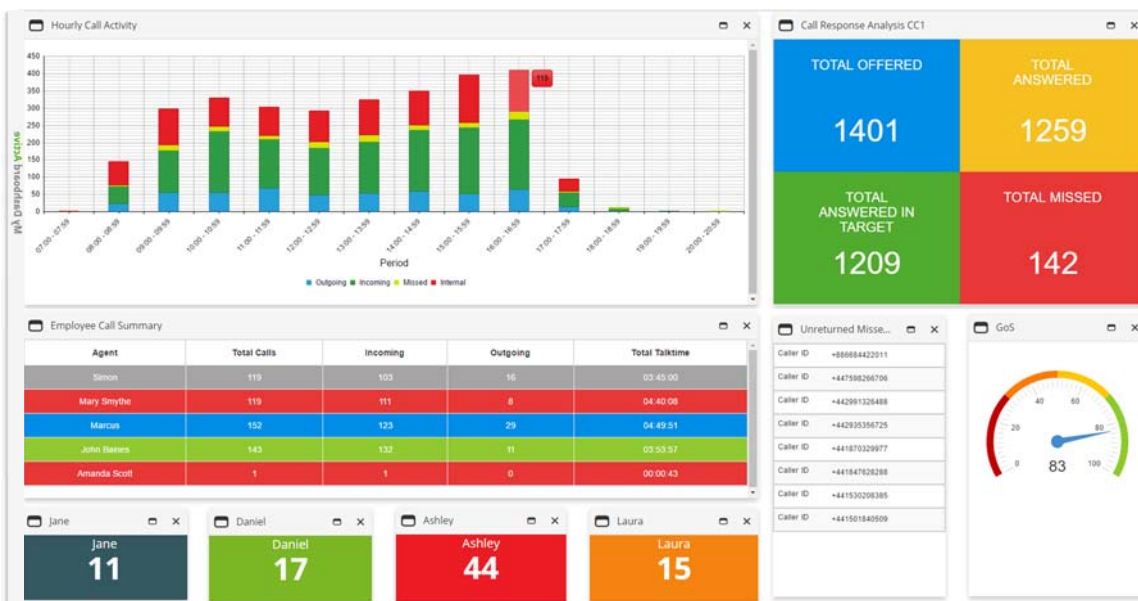 Hourly Call Activity
450
400
350
300
250
200
150
100
50
0
118
07:00 - 07:59
08:00 - 08:59
09:00 - 09:59
10:00 - 10:59
11:00 - 11:59
12:00 - 12:59
13:00 - 13:59
14:00 - 14:59
15:00 - 15:59
16:00 - 16:59
17:00 - 17:59
18:00 - 18:59
19:00 - 19:59
20:00 - 20:59
Period
Outgoing Incoming Missed Internal
My Dashboard Active
Call Response Analysis CC1
TOTAL OFFERED
1401
TOTAL
ANSWERED
1259
TOTAL
ANSWERED IN
TARGET
1209
TOTAL MISSED
142
Employee Call Summary
Agent Total Calls Incoming Outgoing Total Talktime
Simon 119 103 16 03:45:00
Mary Smythe 119 111 8 04:40:08
Marcus 152 123 29 04:49:51
John Baines 143 132 11 03:53:57
Amanda Scott 1 1 0 00:00:43
Unreturned Misse...
Caller ID +886684422011
Caller ID +447598266706
Caller ID +442991326488
Caller ID +442935356725
Caller ID +441870329977
Caller ID +441847628288
Caller ID +441530208385
Caller ID +441501840509
GoS
0
20
40
60
80
100
83
Jane
Jane
11
Daniel
Daniel
17
Ashley
Ashley
44
Laura
Laura
15